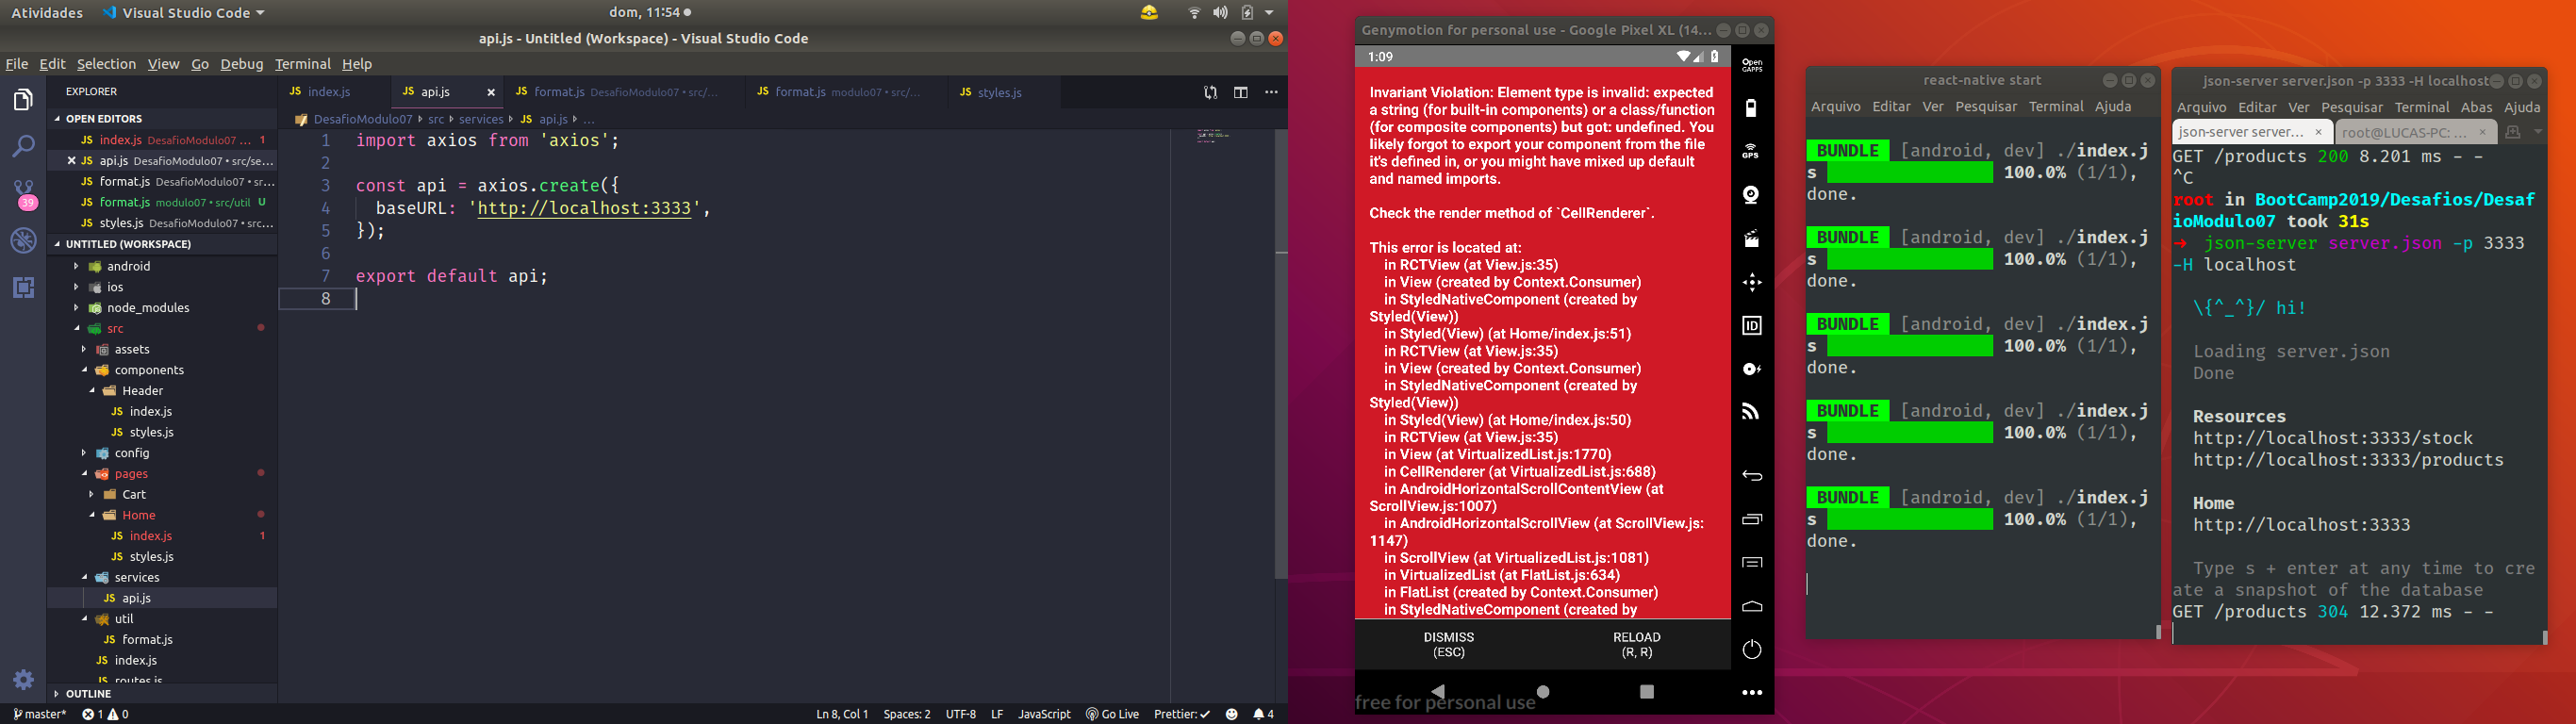 Atividades Visual Studio Code dom, 11:54
api.js - Untitled (Workspace) - Visual Studio Code
File Edit Selection View Go Debug Terminal Help
EXPLORER
OPEN EDITORS
JS index.js DesafioModulo07 ... 1
JS api.js DesafioModulo07 • src/se...
JS format.js DesafioModulo07 • sr...
JS format.js modulo07 • src/util U
JS styles.js DesafioModulo07 • src...
39
UNTITLED (WORKSPACE)
android
ios
node_modules
src
assets
components
Header
JS index.js
JS styles.js
config
pages
Cart
Home
JS index.js 1
JS styles.js
services
JS api.js
util
JS format.js
JS index.js
JS routes.js
OUTLINE
JS index.js JS api.js JS format.js DesafioModulo07 • src/... JS format.js modulo07 • src/... JS styles.js
DesafioModulo07 src services JS api.js ...
1 import axios from 'axios';
2
3 const api = axios.create({
4 baseURL: 'http://localhost:3333',
5 });
6
7 export default api;
8
master* 1 0 Ln 8, Col 1 Spaces: 2 UTF-8 LF JavaScript Go Live Prettier: ✓ 4
Genymotion for personal use - Google Pixel XL (14...
1:09
Invariant Violation: Element type is invalid: expected
a string (for built-in components) or a class/function
(for composite components) but got: undefined. You
likely forgot to export your component from the file
it's defined in, or you might have mixed up default
and named imports.
Check the render method of `CellRenderer`.
This error is located at:
in RCTView (at View.js:35)
in View (created by Context.Consumer)
in StyledNativeComponent (created by
Styled(View))
in Styled(View) (at Home/index.js:51)
in RCTView (at View.js:35)
in View (created by Context.Consumer)
in StyledNativeComponent (created by
Styled(View))
in Styled(View) (at Home/index.js:50)
in RCTView (at View.js:35)
in View (at VirtualizedList.js:1770)
in CellRenderer (at VirtualizedList.js:688)
in AndroidHorizontalScrollContentView (at
ScrollView.js:1007)
in AndroidHorizontalScrollView (at ScrollView.js:
1147)
in ScrollView (at VirtualizedList.js:1081)
in VirtualizedList (at FlatList.js:634)
in FlatList (created by Context.Consumer)
in StyledNativeComponent (created by
DISMISS
(ESC)
RELOAD
(R, R)
free for personal use
Open
GAPPS
GPS
ID
react-native start
Arquivo Editar Ver Pesquisar Terminal Ajuda
BUNDLE [android, dev] ./index.j
s 100.0% (1/1),
done.
BUNDLE [android, dev] ./index.j
s 100.0% (1/1),
done.
BUNDLE [android, dev] ./index.j
s 100.0% (1/1),
done.
BUNDLE [android, dev] ./index.j
s 100.0% (1/1),
done.
BUNDLE [android, dev] ./index.j
s 100.0% (1/1),
done.
json-server server.json -p 3333 -H localhost
Arquivo Editar Ver Pesquisar Terminal Abas Ajuda
json-server server... × root@LUCAS-PC: ... ×
GET /products 200 8.201 ms - -
^C
root in BootCamp2019/Desafios/Desaf
ioModulo07 took 31s
➜ json-server server.json -p 3333
-H localhost
\{^_^}/ hi!
Loading server.json
Done
Resources
http://localhost:3333/stock
http://localhost:3333/products
Home
http://localhost:3333
Type s + enter at any time to cre
ate a snapshot of the database
GET /products 304 12.372 ms - -